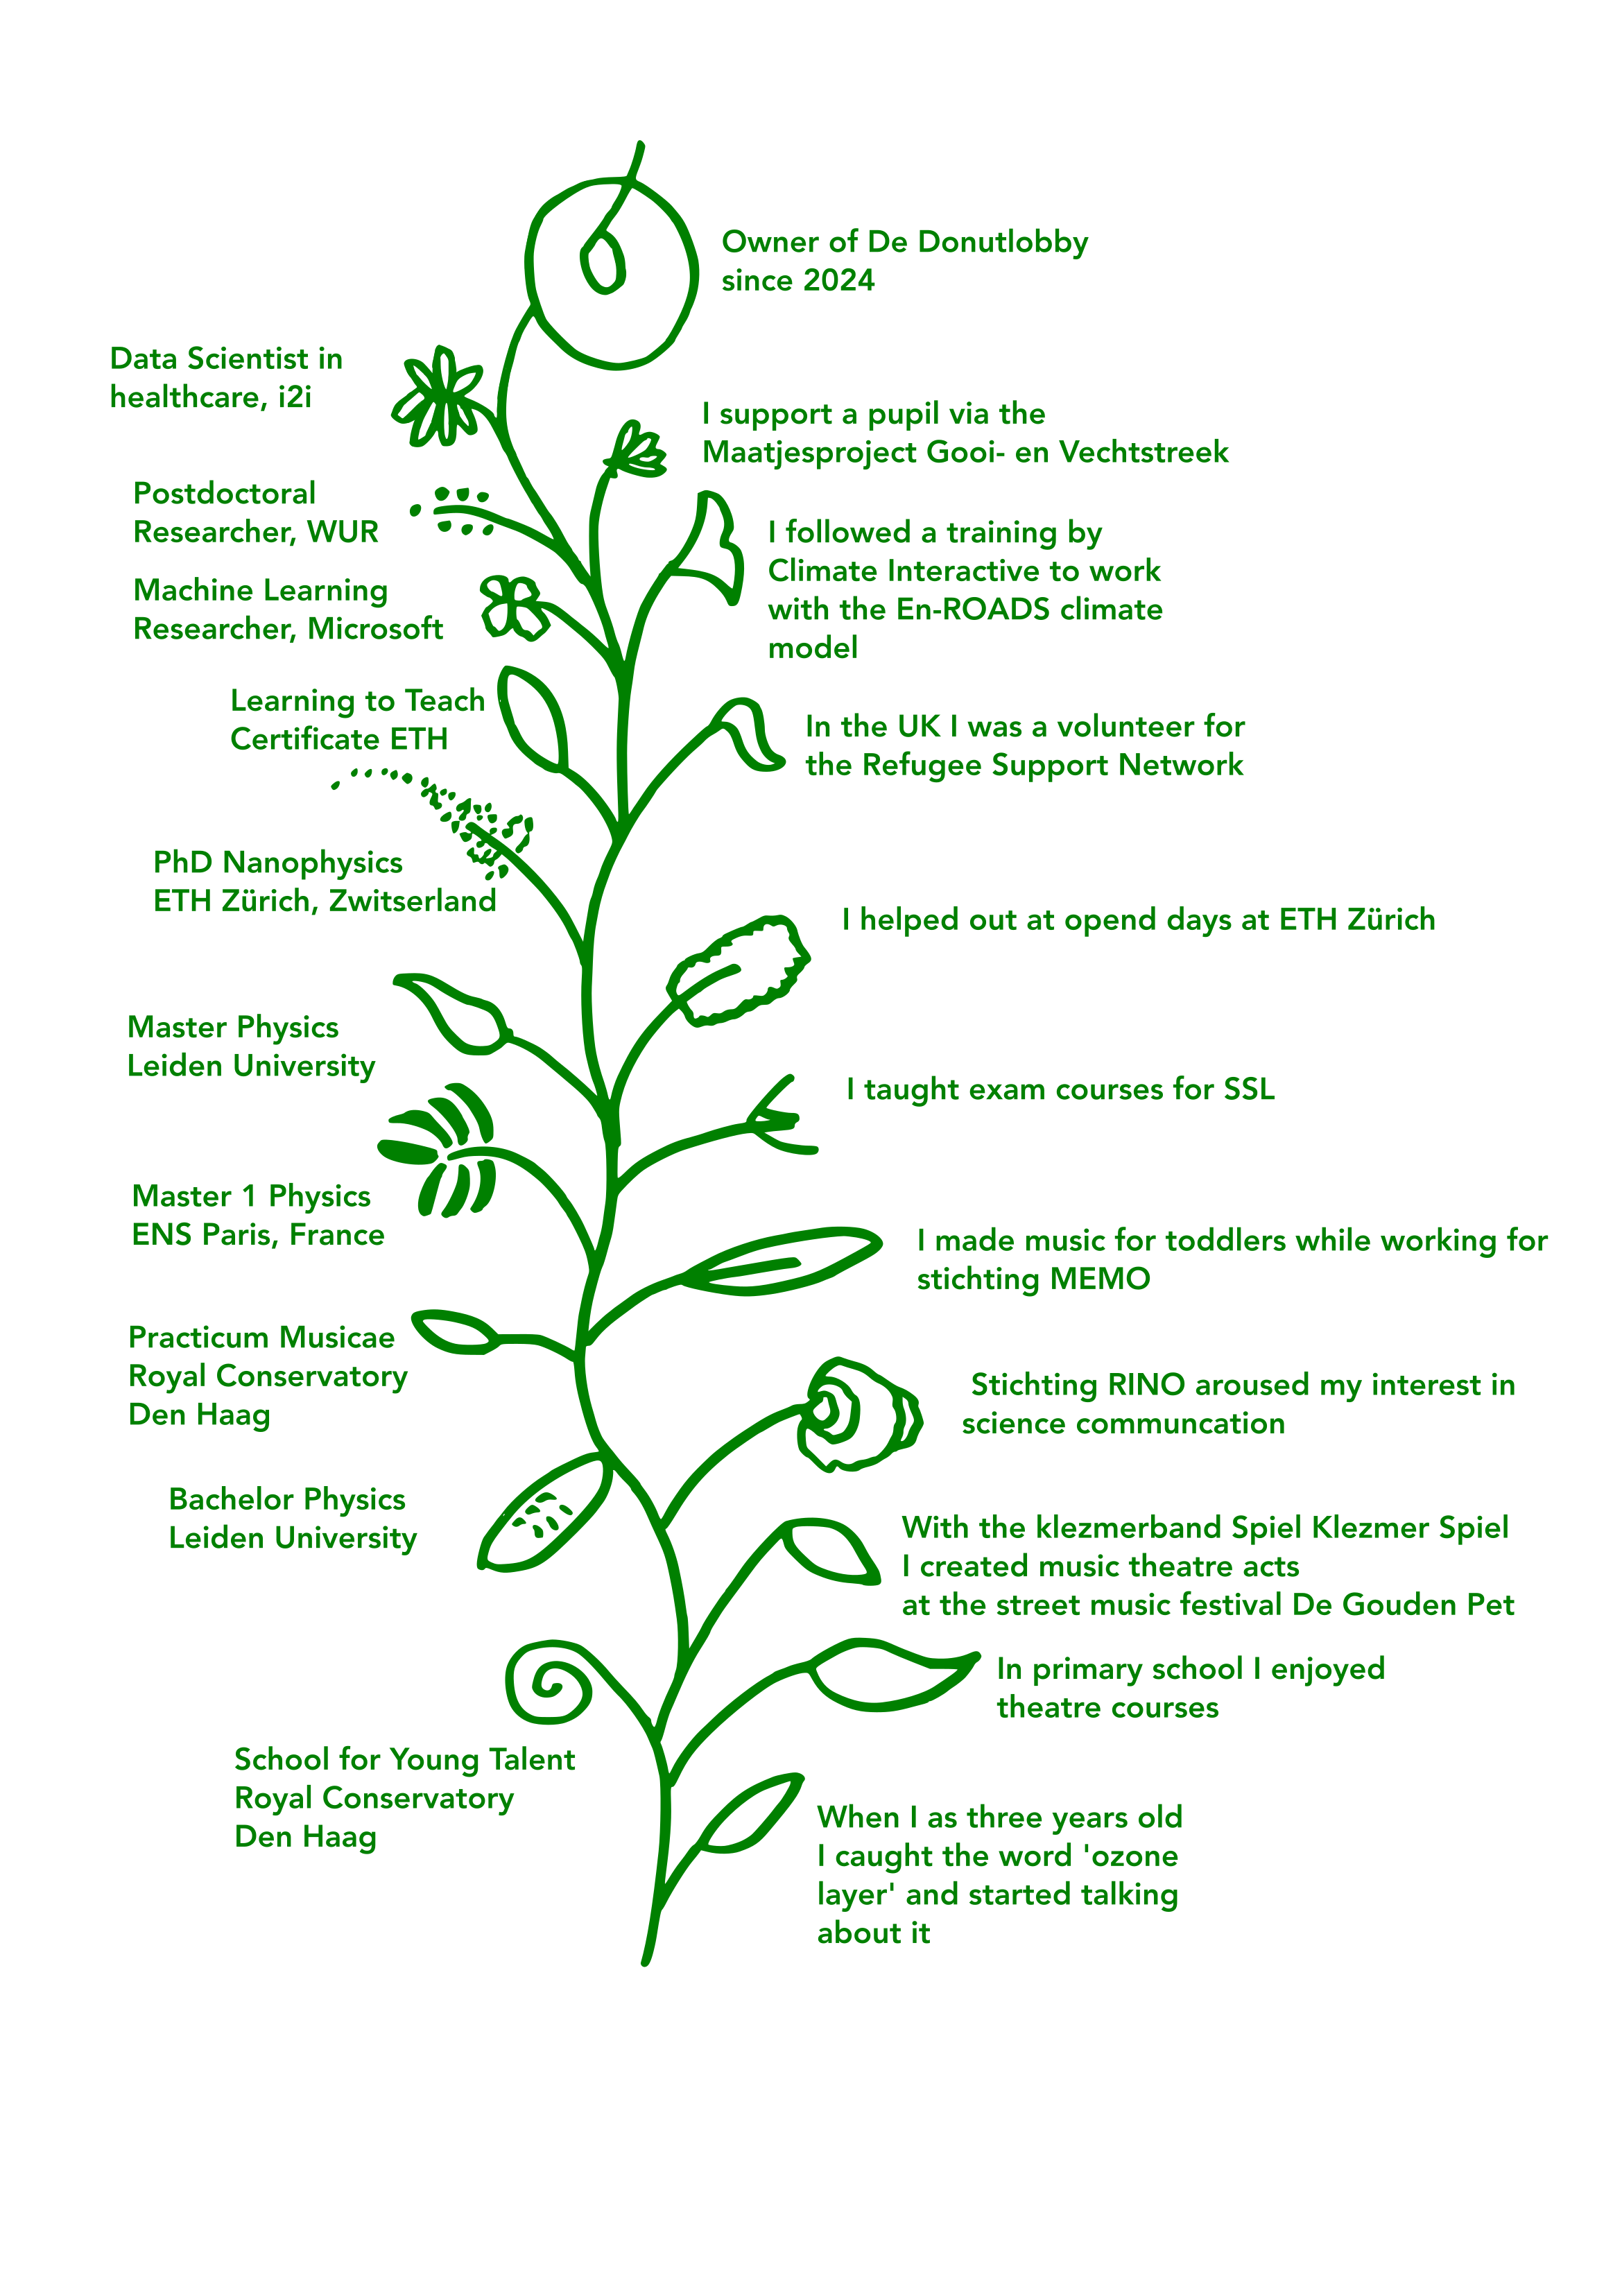 Owner of De Donutlobby
since 2024
Data Scientist in
healthcare, i2i
I support a pupil via the
Maatjesproject Gooi- en Vechtstreek
Postdoctoral
Researcher, WUR
I followed a training by
Climate Interactive to work
with the En-ROADS climate
model
Machine Learning
Researcher, Microsoft
Learning to Teach
Certificate ETH
In the UK I was a volunteer for
the Refugee Support Network
PhD Nanophysics
ETH Zürich, Zwitserland
I helped out at opend days at ETH Zürich
Master Physics
Leiden University
I taught exam courses for SSL
Master 1 Physics
ENS Paris, France
I made music for toddlers while working for
stichting MEMO
Practicum Musicae
Royal Conservatory
Den Haag
Stichting RINO aroused my interest in
science communcation
Bachelor Physics
Leiden University
With the klezmerband Spiel Klezmer Spiel
I created music theatre acts
at the street music festival De Gouden Pet
In primary school I enjoyed
theatre courses
School for Young Talent
Royal Conservatory
Den Haag
When I as three years old
I caught the word 'ozone
layer' and started talking
about it